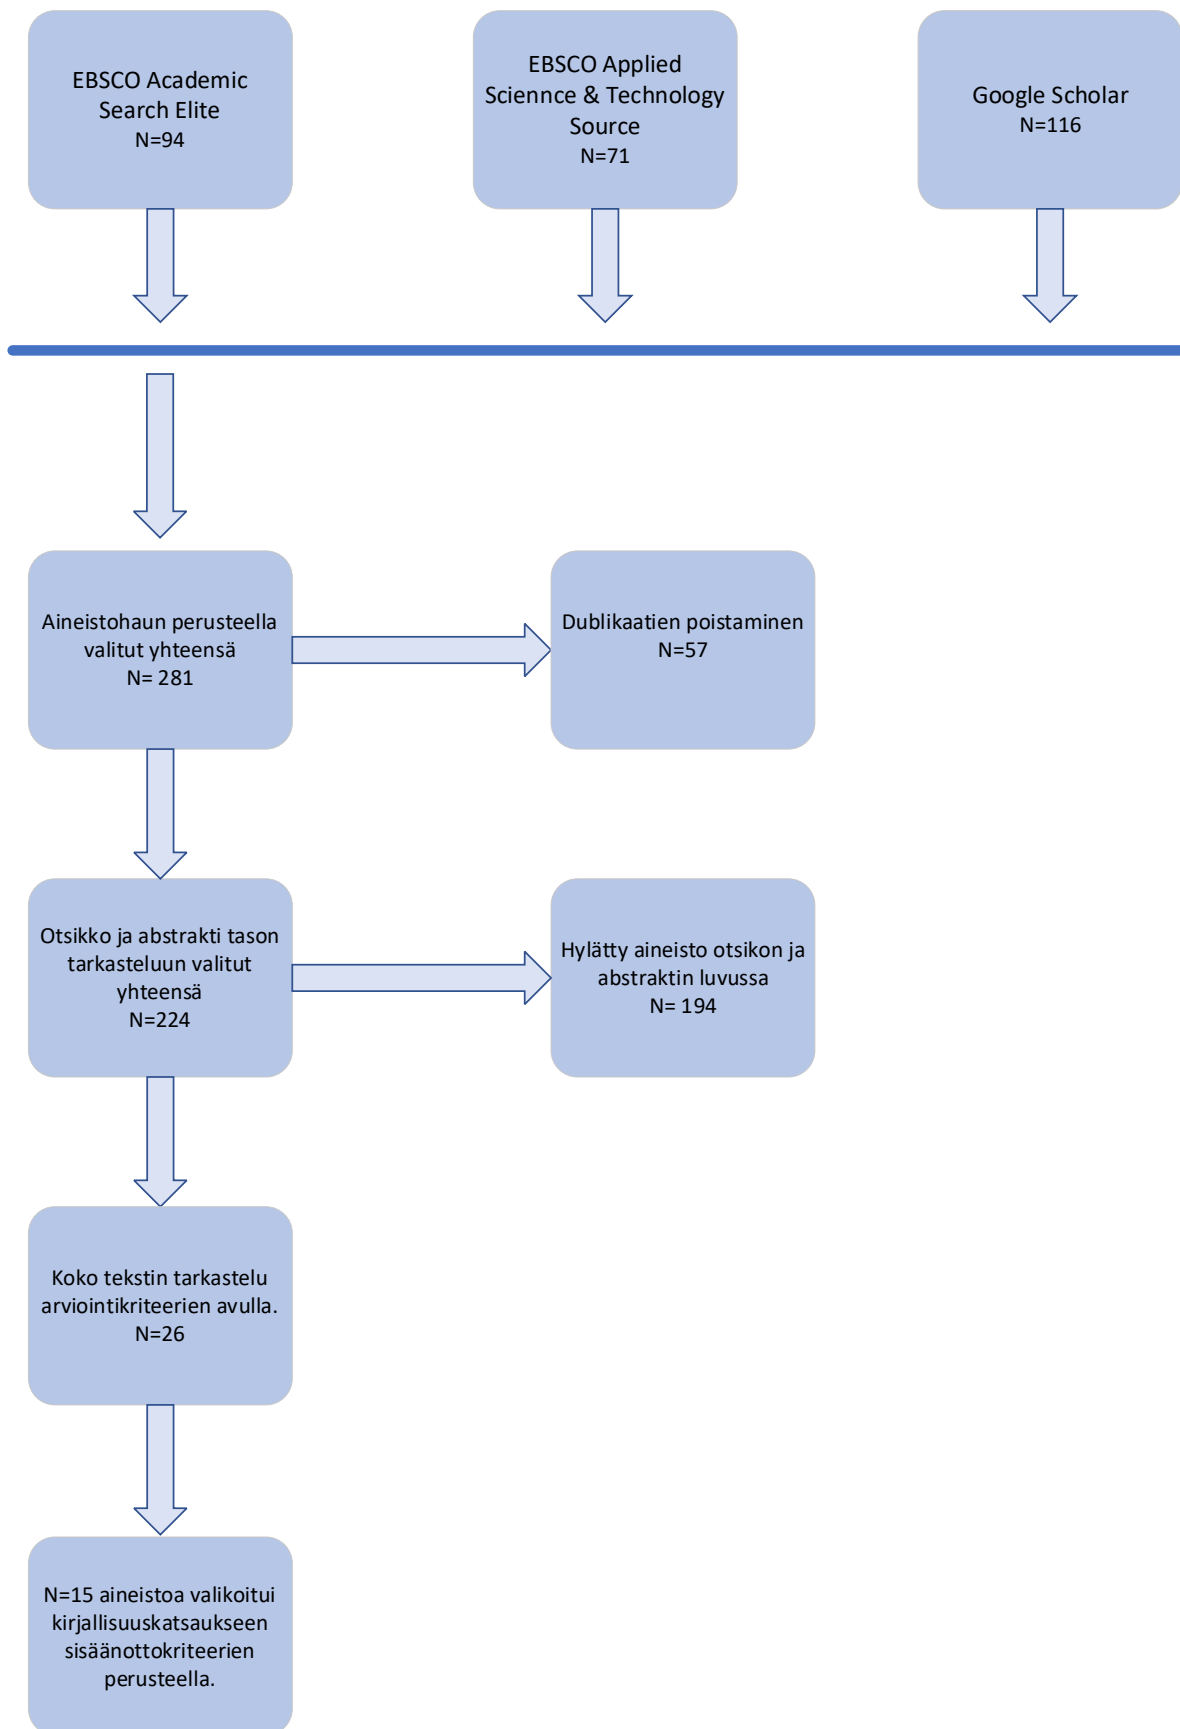 EBSCO Academic
Search Elite
N=94
EBSCO Applied
Sciennce & Technology
Source
N=71
Google Scholar
N=116
Aineistohaun perusteella
valitut yhteensä
N= 281
Dublikaatien poistaminen
N=57
Otsikko ja abstrakti tason
tarkasteluun valitut
yhteensä
N=224
Hylätty aineisto otsikon ja
abstraktin luvussa
N= 194
Koko tekstin tarkastelu
arviointikriteerien avulla.
N=26
N=15 aineistoa valikoitui
kirjallisuuskatsaukseen
sisäänottokriteerien
perusteella.